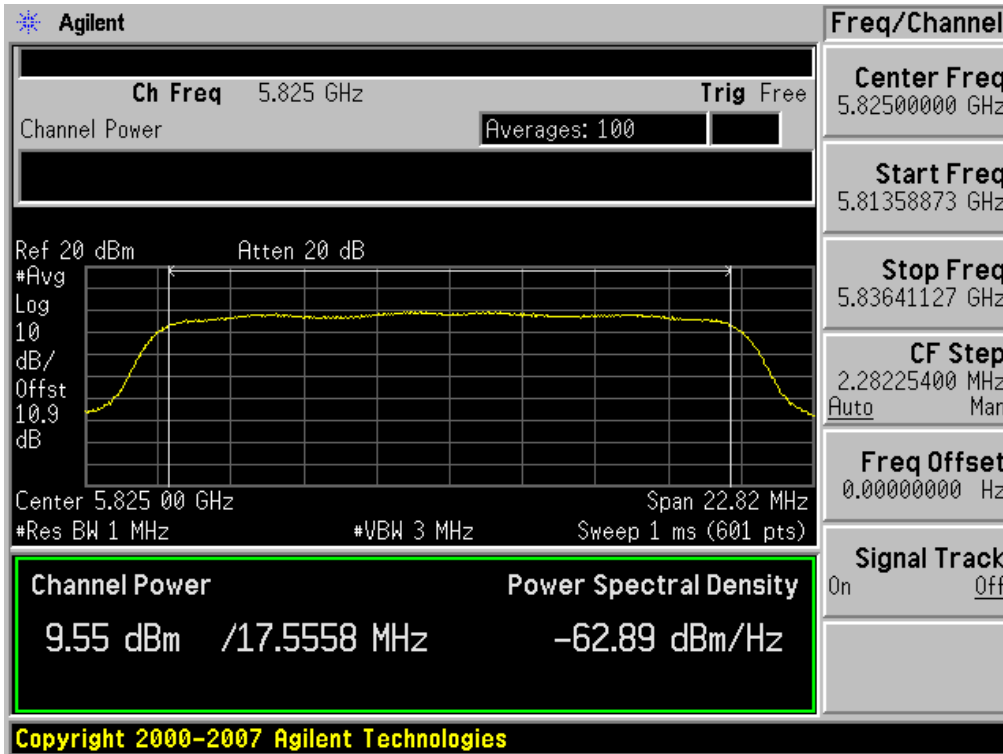 Agilent
Freq/Channel
Ch Freq 5.825 GHz Trig Free
Channel Power Averages: 100
Center Freq
5.82500000 GHz
Start Freq
5.81358873 GHz
Stop Freq
5.83641127 GHz
CF Step
2.28225400 MHz
Auto Man
Freq Offset
0.00000000 Hz
Signal Track
On Off
Ref 20 dBm Atten 20 dB
#Avg
Log
10
dB/
Offst
10.9
dB
Center 5.825 00 GHz Span 22.82 MHz
#Res BW 1 MHz #VBW 3 MHz Sweep 1 ms (601 pts)
Channel Power Power Spectral Density
9.55 dBm /17.5558 MHz -62.89 dBm/Hz
Copyright 2000-2007 Agilent Technologies